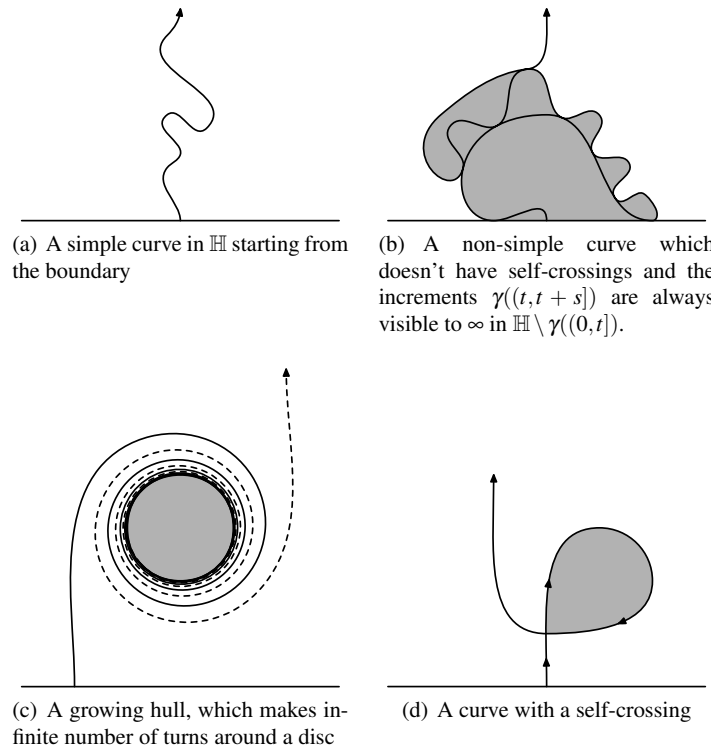 (a) A simple curve in ℍ starting from
the boundary
(b) A non-simple curve which
doesn't have self-crossings and the
increments γ((t,t + s]) are always
visible to ∞ in ℍ \ γ((0,t]).
(c) A growing hull, which makes in-
finite number of turns around a disc
(d) A curve with a self-crossing